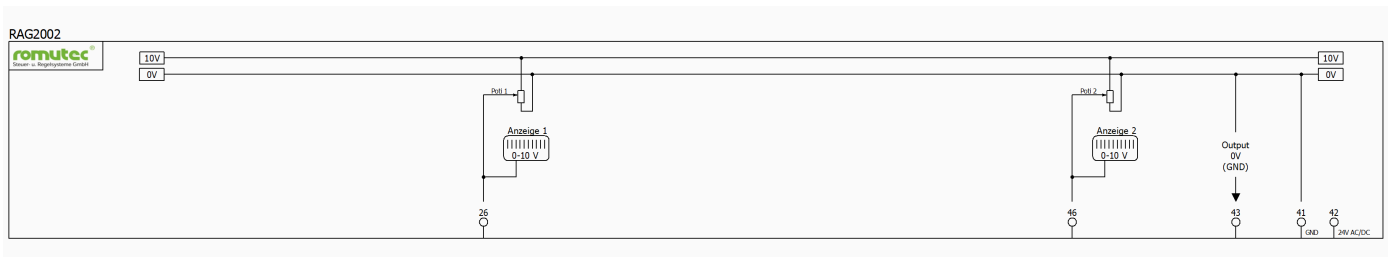 RAG2002
romutec®
Steuer- u. Regelsysteme GmbH
10V
10V
0V
0V
Poti 1
Poti 2
Anzeige 1
0-10 V
Anzeige 2
0-10 V
Output
0V
(GND)
26
46
43
41
42
GND
24V AC/DC